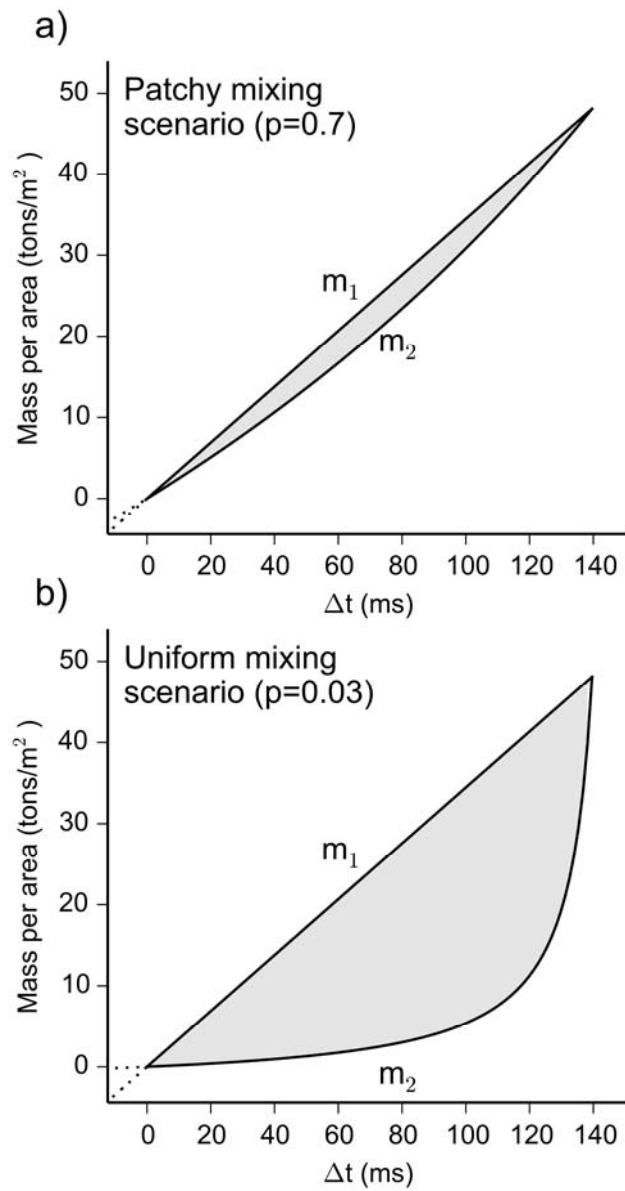 a)
Patchy mixing
scenario (p=0.7)
Mass per area (tons/m²)
50
40
30
20
10
0
m₁
m₂
0 20 40 60 80 100 120 140
Δt (ms)
b)
Uniform mixing
scenario (p=0.03)
Mass per area (tons/m²)
50
40
30
20
10
0
m₁
m₂
0 20 40 60 80 100 120 140
Δt (ms)